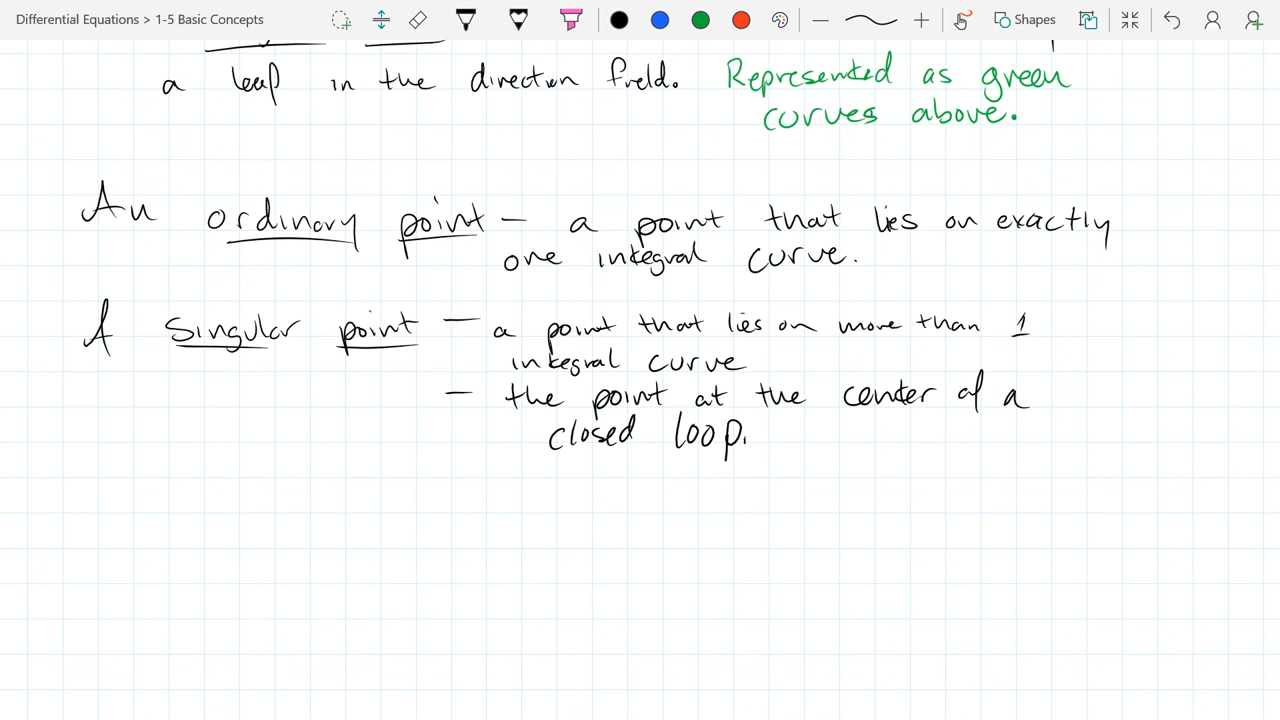 Differential Equations > 1-5 Basic Concepts
Shapes
a leaf in the direction field. Represented as green
curves above.
An ordinary point – a point that lies on exactly
one integral curve.
A singular point – a point that lies on more than 1
integral curve
– the point at the center of a
closed loop.